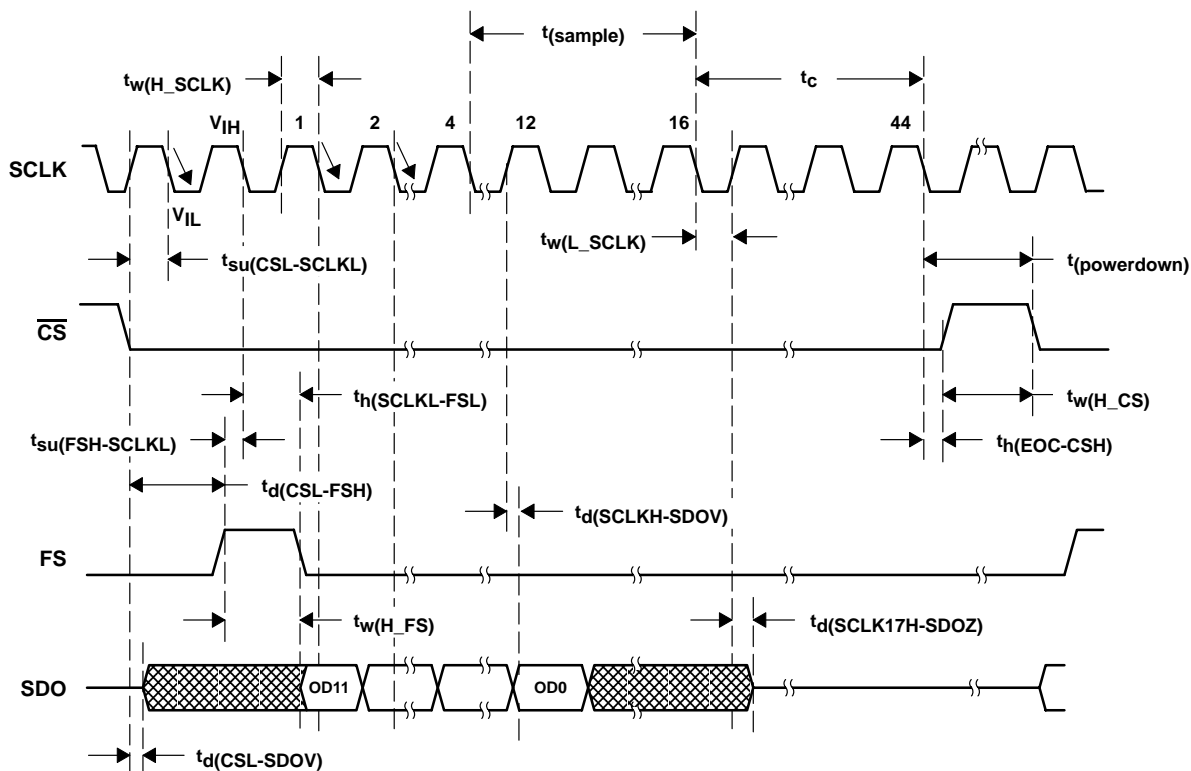 t(sample)
tw(H_SCLK)
tc
VIH
1
2
4
12
16
44
SCLK
VIL
tw(L_SCLK)
tsu(CSL-SCLKL)
t(powerdown)
CS
th(SCLKL-FSL)
tw(H_CS)
tsu(FSH-SCLKL)
th(EOC-CSH)
td(CSL-FSH)
td(SCLKH-SDOV)
FS
tw(H_FS)
td(SCLK17H-SDOZ)
SDO
OD11
OD0
td(CSL-SDOV)